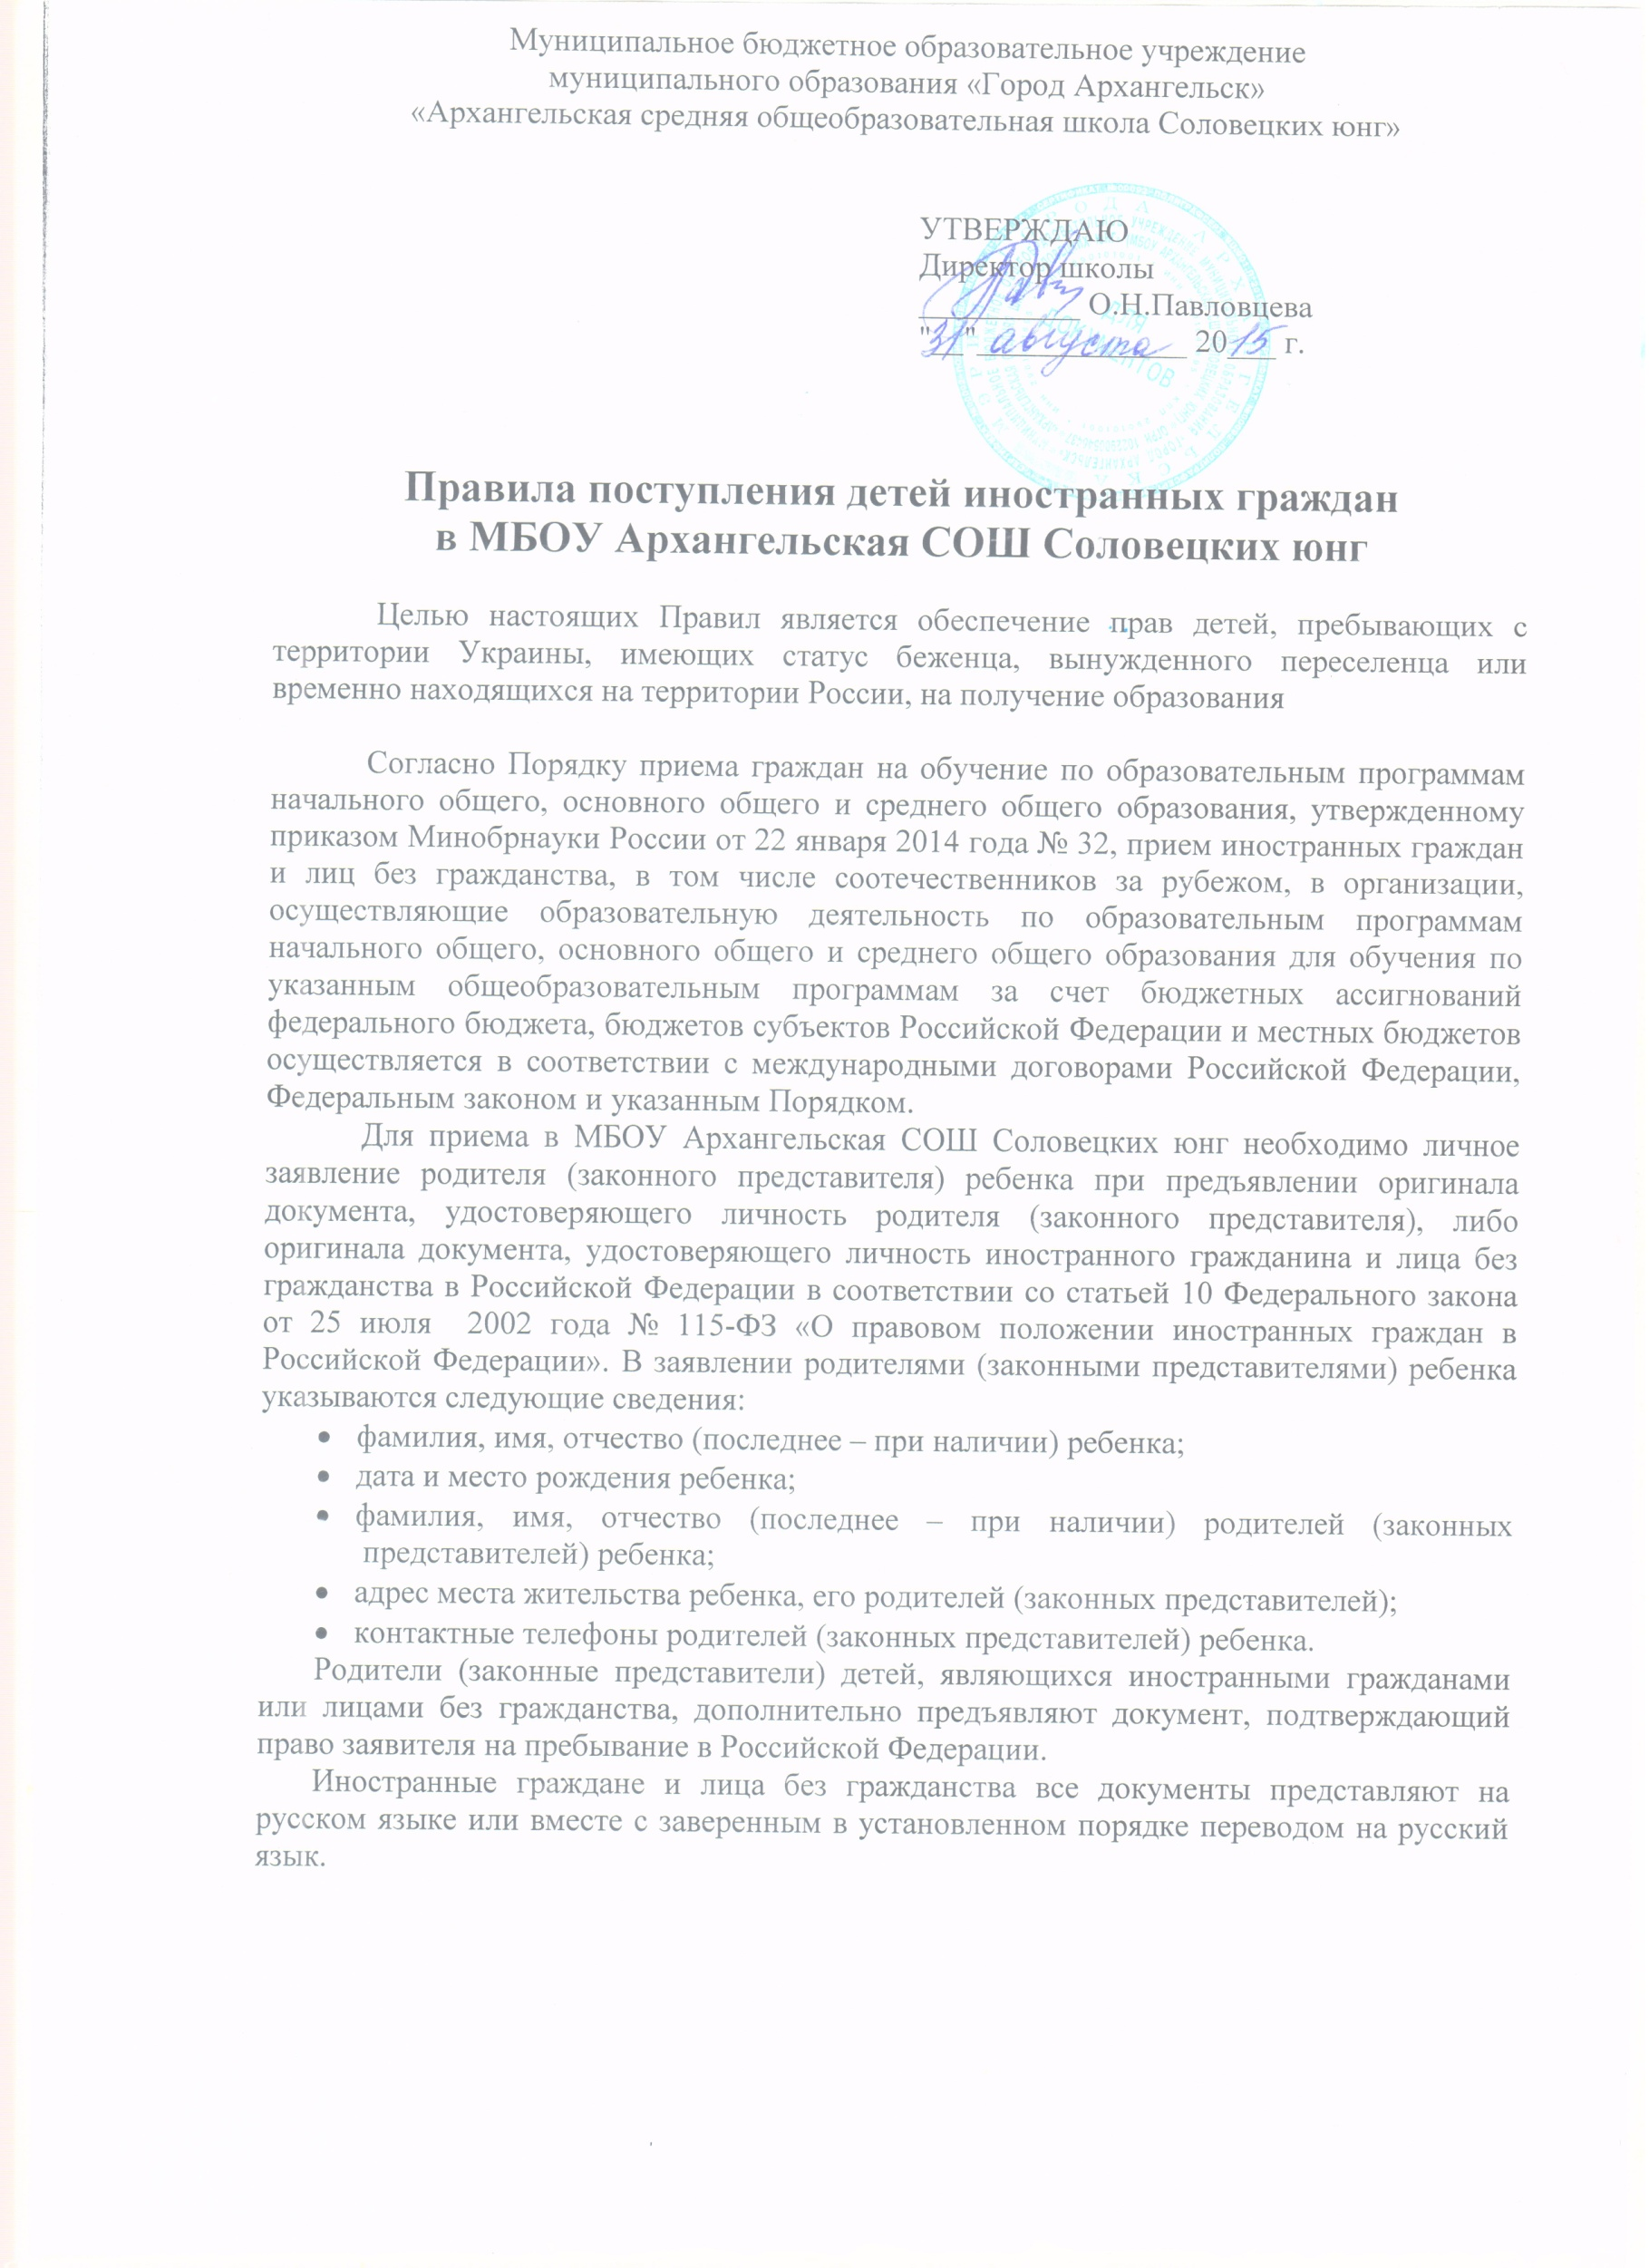 Муниципальное бюджетное образовательное учреждение
муниципального образования «Город Архангельск»
«Архангельская средняя общеобразовательная школа Соловецких юнг»
УТВЕРЖДАЮ
Директор школы
____________ О.Н.Павловцева
"31" августа 2015 г.
ДЛЯ
ДОКУМЕНТОВ
Правила поступления детей иностранных граждан
в МБОУ Архангельская СОШ Соловецких юнг
Целью настоящих Правил является обеспечение прав детей, пребывающих с
территории Украины, имеющих статус беженца, вынужденного переселенца или
временно находящихся на территории России, на получение образования
Согласно Порядку приема граждан на обучение по образовательным программам
начального общего, основного общего и среднего общего образования, утвержденному
приказом Минобрнауки России от 22 января 2014 года № 32, прием иностранных граждан
и лиц без гражданства, в том числе соотечественников за рубежом, в организации,
осуществляющие образовательную деятельность по образовательным программам
начального общего, основного общего и среднего общего образования для обучения по
указанным общеобразовательным программам за счет бюджетных ассигнований
федерального бюджета, бюджетов субъектов Российской Федерации и местных бюджетов
осуществляется в соответствии с международными договорами Российской Федерации,
Федеральным законом и указанным Порядком.
Для приема в МБОУ Архангельская СОШ Соловецких юнг необходимо личное
заявление родителя (законного представителя) ребенка при предъявлении оригинала
документа, удостоверяющего личность родителя (законного представителя), либо
оригинала документа, удостоверяющего личность иностранного гражданина и лица без
гражданства в Российской Федерации в соответствии со статьей 10 Федерального закона
от 25 июля 2002 года № 115-ФЗ «О правовом положении иностранных граждан в
Российской Федерации». В заявлении родителями (законными представителями) ребенка
указываются следующие сведения:
• фамилия, имя, отчество (последнее – при наличии) ребенка;
• дата и место рождения ребенка;
• фамилия, имя, отчество (последнее – при наличии) родителей (законных
представителей) ребенка;
• адрес места жительства ребенка, его родителей (законных представителей);
• контактные телефоны родителей (законных представителей) ребенка.
Родители (законные представители) детей, являющихся иностранными гражданами
или лицами без гражданства, дополнительно предъявляют документ, подтверждающий
право заявителя на пребывание в Российской Федерации.
Иностранные граждане и лица без гражданства все документы представляют на
русском языке или вместе с заверенным в установленном порядке переводом на русский
язык.